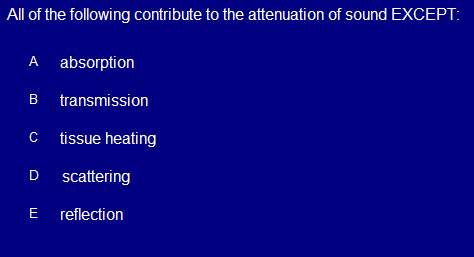 All of the following contribute to the attenuation of sound EXCEPT:
A absorption
B transmission
C tissue heating
D scattering
E reflection